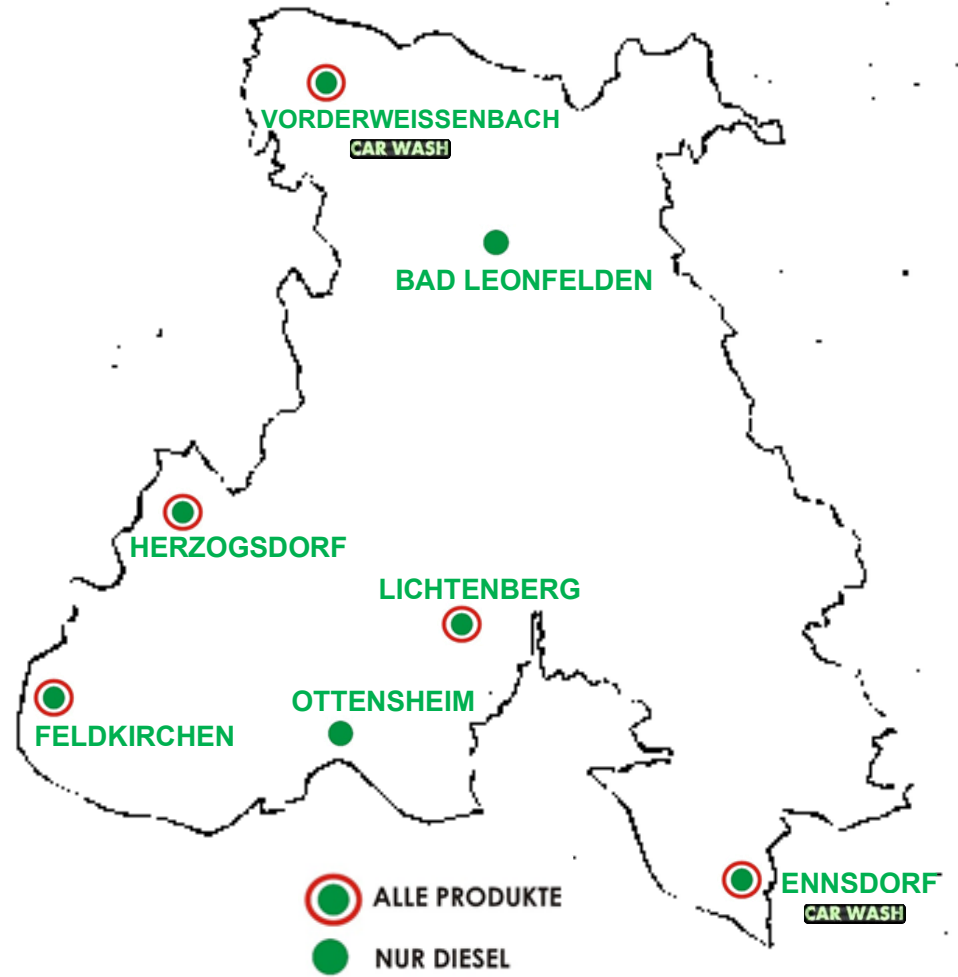 VORDERWEISSENBACH
CAR WASH
BAD LEONFELDEN
HERZOGSDORF
LICHTENBERG
OTTENSHEIM
FELDKIRCHEN
ENNSDORF
CAR WASH
ALLE PRODUKTE
NUR DIESEL